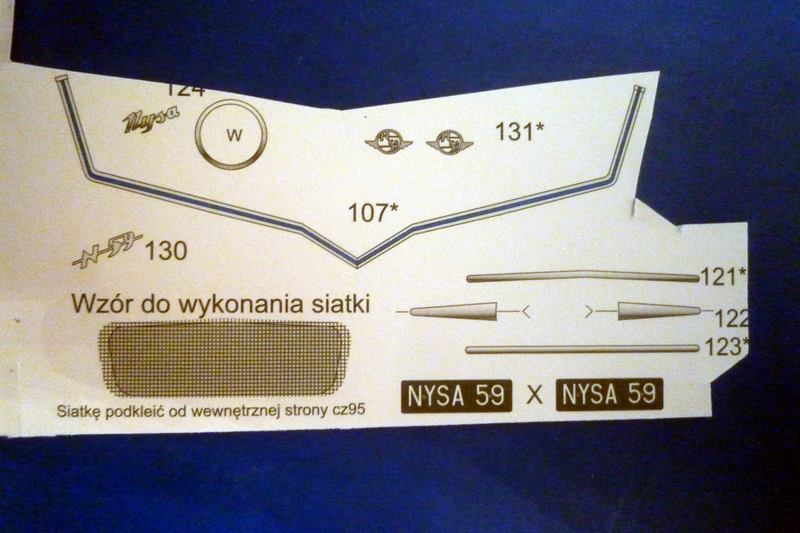 124
Nysa
W
131*
107*
N-59
130
121*
Wzór do wykonania siatki
122
123*
NYSA 59 X NYSA 59
Siatkę podkleić od wewnętrznej strony cz95